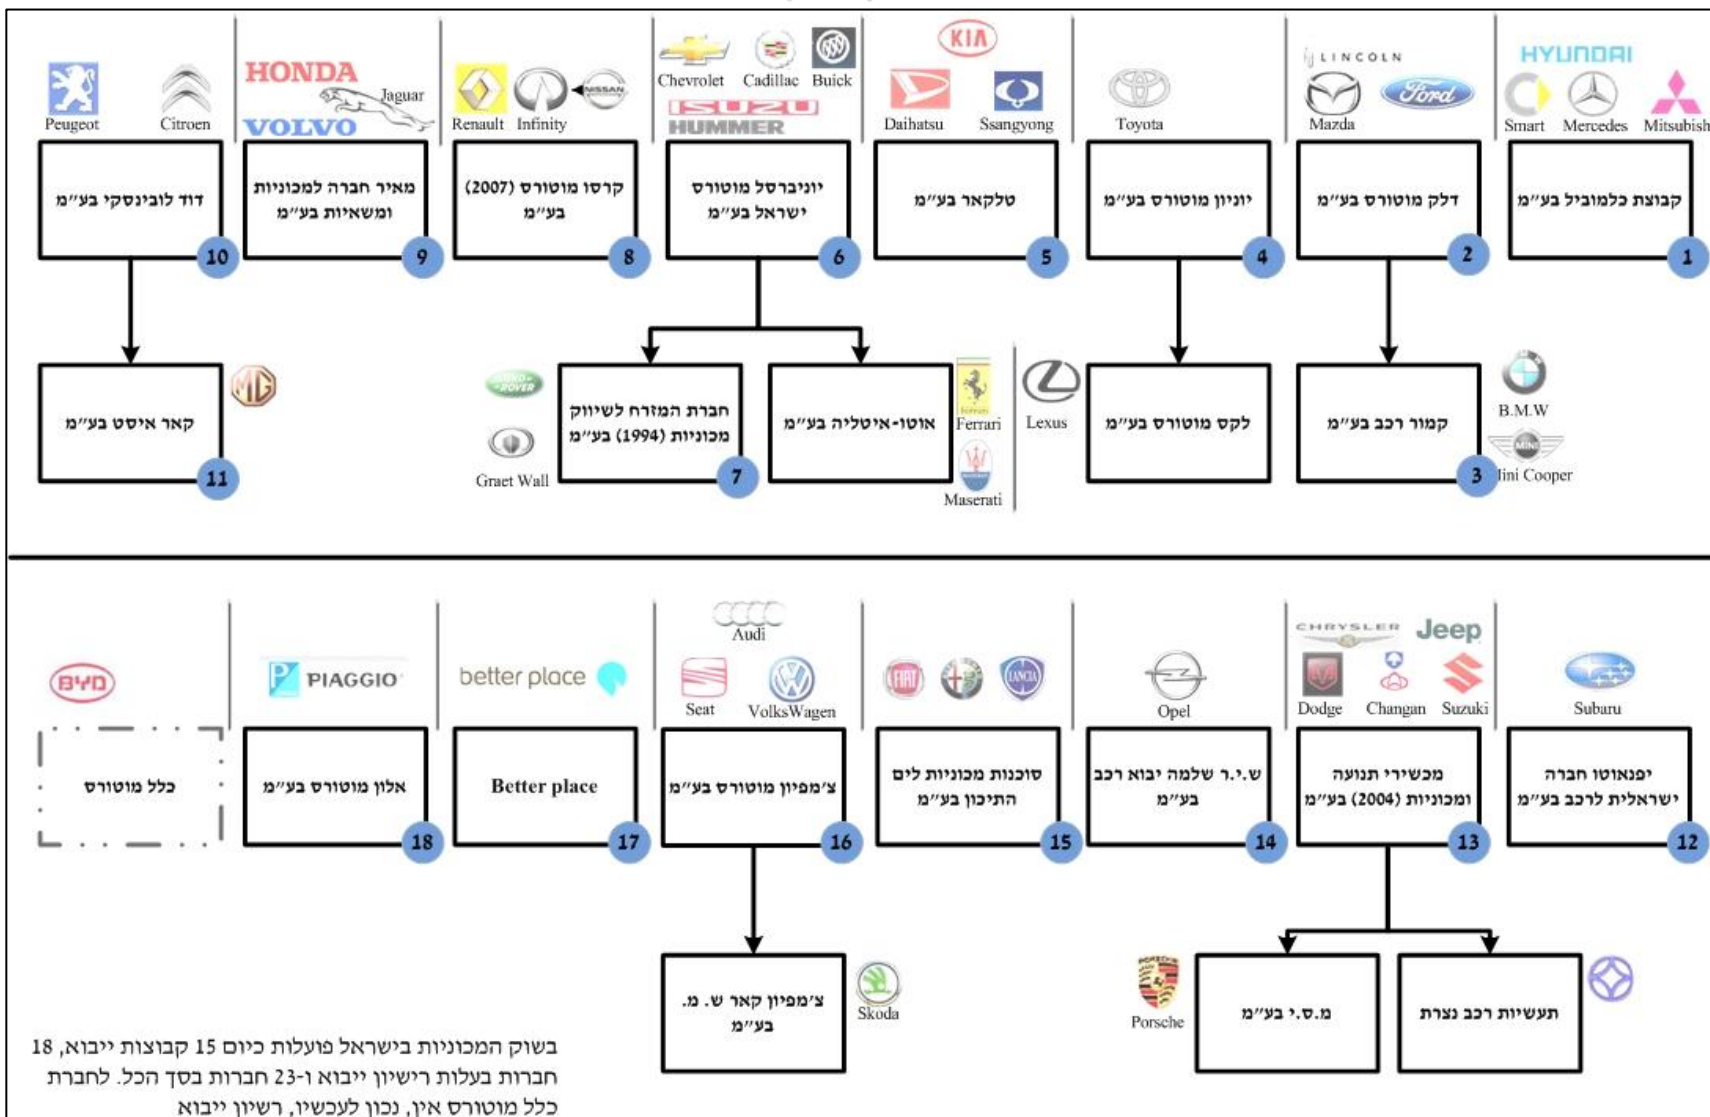 HYUNDAI
Smart
Mercedes
Mitsubish
קבוצת כלמוביל בע״מ
1
LINCOLN
Mazda
Ford
דלק מוטורס בע״מ
2
Toyota
יוניון מוטורס בע״מ
4
KIA
Daihatsu
Ssangyong
טלקאר בע״מ
5
Chevrolet
Cadillac
Buick
ISUZU
HUMMER
יוניברסל מוטורס
ישראל בע״מ
6
Renault
Infinity
NISSAN
קרסו מוטורס (2007)
בע״מ
8
HONDA
Jaguar
VOLVO
מאיר חברה למכוניות
ומשאיות בע״מ
9
Peugeot
Citroen
דוד לובינסקי בע״מ
10
B.M.W
MINI
ini Cooper
קמור רכב בע״מ
3
Lexus
לקס מוטורס בע״מ
Ferrari
Maserati
אוטו-איטליה בע״מ
ROVER
Graet Wall
חברת המזרח לשיווק
מכוניות (1994) בע״מ
7
MG
קאר איסט בע״מ
11
Subaru
יפנאוטו חברה
ישראלית לרכב בע״מ
12
CHRYSLER
Jeep
Dodge
Changan
Suzuki
מכשירי תנועה
ומכוניות (2004) בע״מ
13
Opel
ש.י.ר שלמה יבוא רכב
בע״מ
14
FIAT
LANCIA
סוכנות מכוניות לים
התיכון בע״מ
15
Audi
Seat
VolksWagen
צ׳מפיון מוטורס בע״מ
16
better place
Better place
17
P PIAGGIO
אלון מוטורס בע״מ
18
BYD
כלל מוטורס
תעשיות רכב נצרת
PORSCHE
Porsche
מ.ס.י בע״מ
Skoda
צ׳מפיון קאר ש. מ.
בע״מ
בשוק המכוניות בישראל פועלות כיום 15 קבוצות ייבוא, 18
חברות בעלות רישיון ייבוא ו-23 חברות בסך הכל. לחברת
כלל מוטורס אין, נכון לעכשיו, רשיון ייבוא